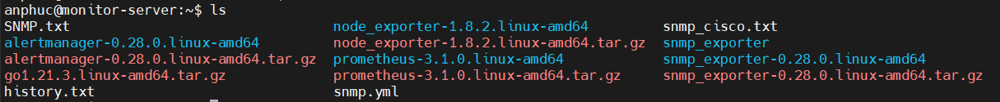 anphuc@monitor-server:~$ ls
SNMP.txt node_exporter-1.8.2.linux-amd64 snmp_cisco.txt
alertmanager-0.28.0.linux-amd64 node_exporter-1.8.2.linux-amd64.tar.gz snmp_exporter
alertmanager-0.28.0.linux-amd64.tar.gz prometheus-3.1.0.linux-amd64 snmp_exporter-0.28.0.linux-amd64
go1.21.3.linux-amd64.tar.gz prometheus-3.1.0.linux-amd64.tar.gz snmp_exporter-0.28.0.linux-amd64.tar.gz
history.txt snmp.yml